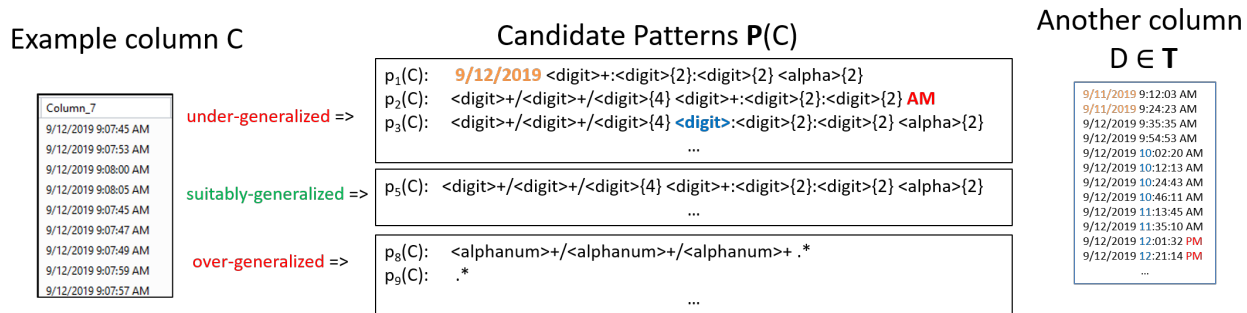 Example column C
Column_7
9/12/2019 9:07:45 AM
9/12/2019 9:07:53 AM
9/12/2019 9:08:00 AM
9/12/2019 9:08:05 AM
9/12/2019 9:07:45 AM
9/12/2019 9:07:47 AM
9/12/2019 9:07:49 AM
9/12/2019 9:07:59 AM
9/12/2019 9:07:57 AM
Candidate Patterns P(C)
under-generalized =>
p₁(C): 9/12/2019 <digit>+:<digit>{2}:<digit>{2} <alpha>{2}
p₂(C): <digit>+/<digit>+/<digit>{4} <digit>+:<digit>{2}:<digit>{2} AM
p₃(C): <digit>+/<digit>+/<digit>{4} <digit>:<digit>{2}:<digit>{2} <alpha>{2}
...
suitably-generalized =>
p₅(C): <digit>+/<digit>+/<digit>{4} <digit>+:<digit>{2}:<digit>{2} <alpha>{2}
...
over-generalized =>
p₈(C): <alphanum>+/<alphanum>+/<alphanum>+ .*
p₉(C): .*
...
Another column
D ∈ T
9/11/2019 9:12:03 AM
9/11/2019 9:24:23 AM
9/12/2019 9:35:35 AM
9/12/2019 9:54:53 AM
9/12/2019 10:02:20 AM
9/12/2019 10:12:13 AM
9/12/2019 10:24:43 AM
9/12/2019 10:46:11 AM
9/12/2019 11:13:45 AM
9/12/2019 11:35:10 AM
9/12/2019 12:01:32 PM
9/12/2019 12:21:14 PM
...